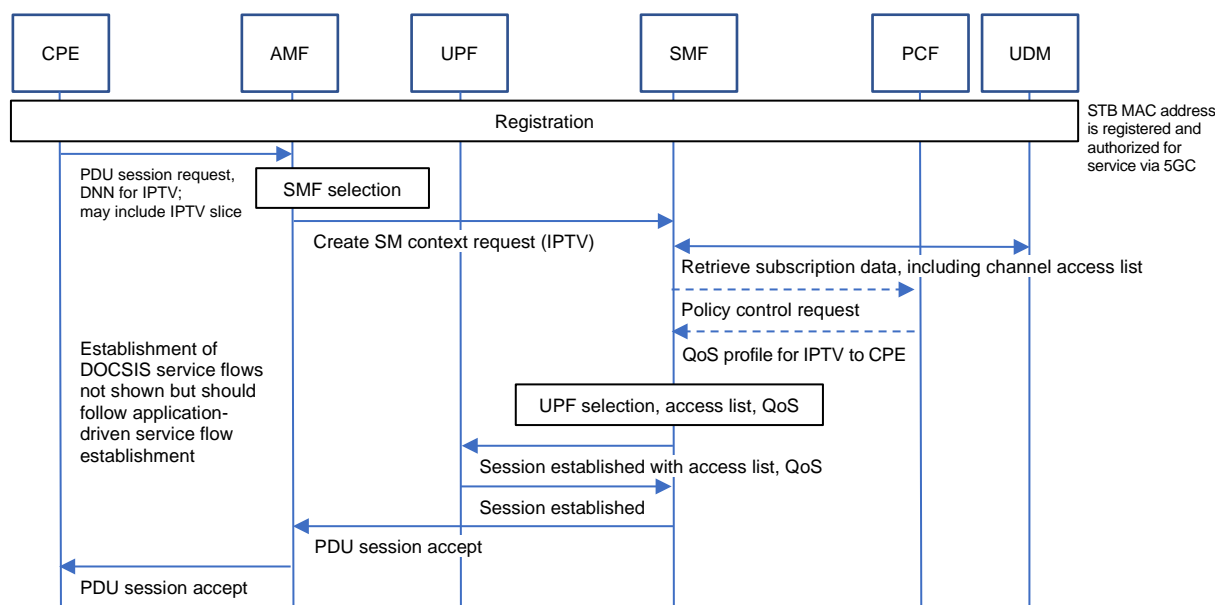 CPE
AMF
UPF
SMF
PCF
UDM
Registration
STB MAC address
is registered and
authorized for
service via 5GC
PDU session request,
DNN for IPTV;
may include IPTV slice
SMF selection
Create SM context request (IPTV)
Retrieve subscription data, including channel access list
Policy control request
QoS profile for IPTV to CPE
Establishment of
DOCSIS service flows
not shown but should
follow application-
driven service flow
establishment
UPF selection, access list, QoS
Session established with access list, QoS
Session established
PDU session accept
PDU session accept